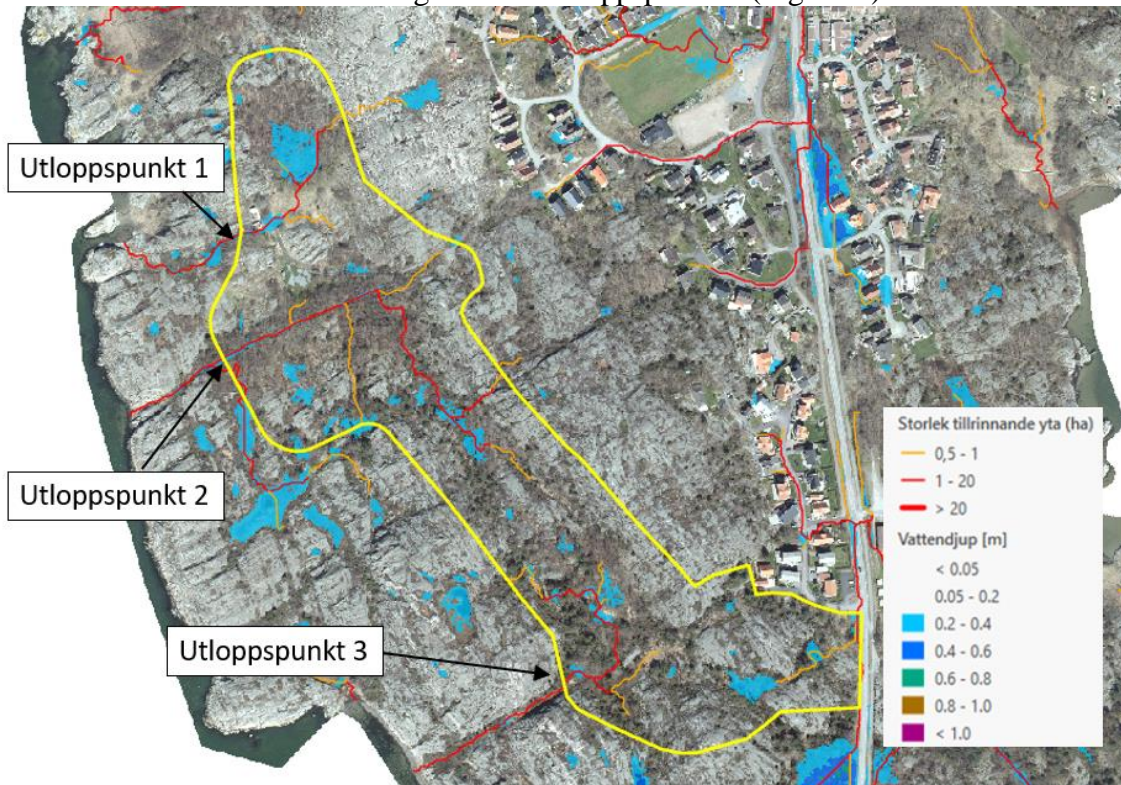 Utloppspunkt 1
Utloppspunkt 2
Utloppspunkt 3
Storlek tillrinnande yta (ha)
0,5 - 1
1 - 20
> 20
Vattendjup [m]
< 0.05
0.05 - 0.2
0.2 - 0.4
0.4 - 0.6
0.6 - 0.8
0.8 - 1.0
< 1.0